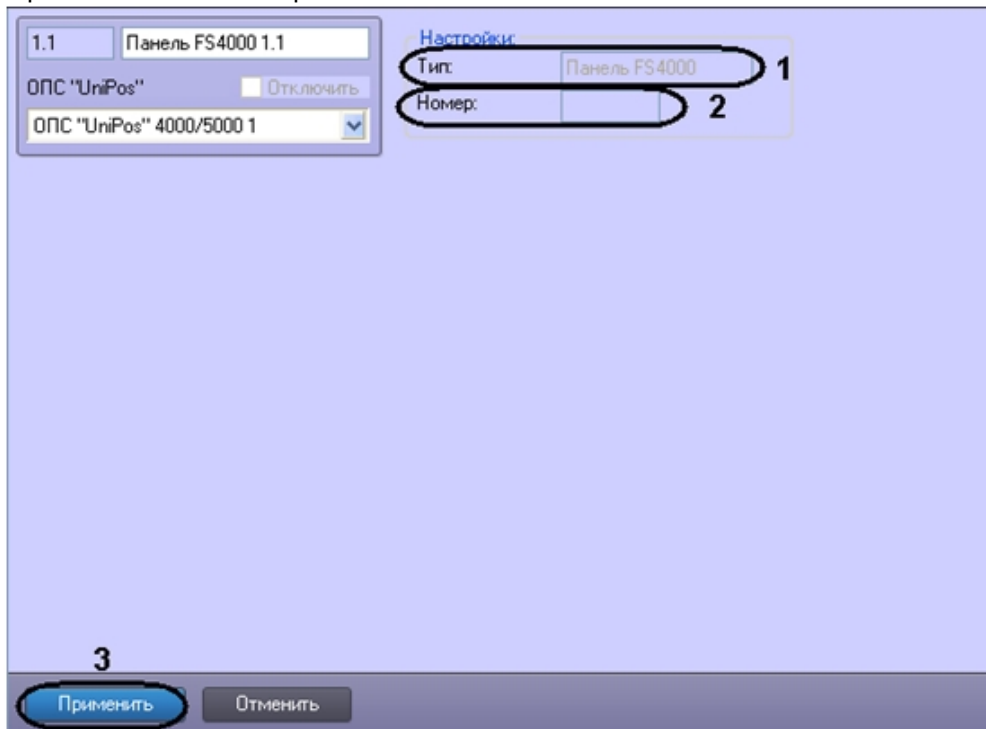 1.1 Панель FS4000 1.1
ОПС "UniPos" Отключить
ОПС "UniPos" 4000/5000 1
Настройки:
Тип: Панель FS4000 1
Номер: 2
3
Применить Отменить